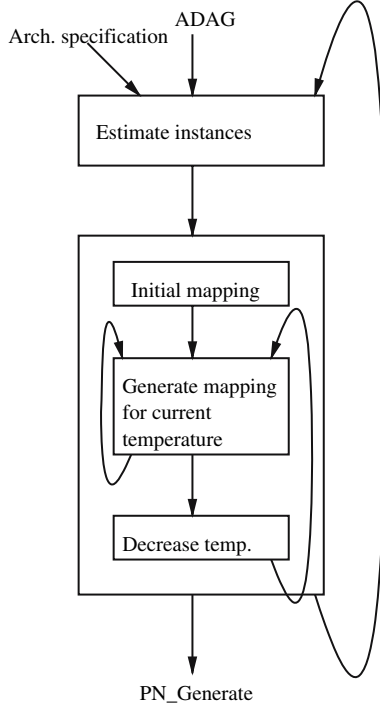 ADAG
Arch. specification
Estimate instances
Initial mapping
Generate mapping
for current
temperature
Decrease temp.
PN_Generate